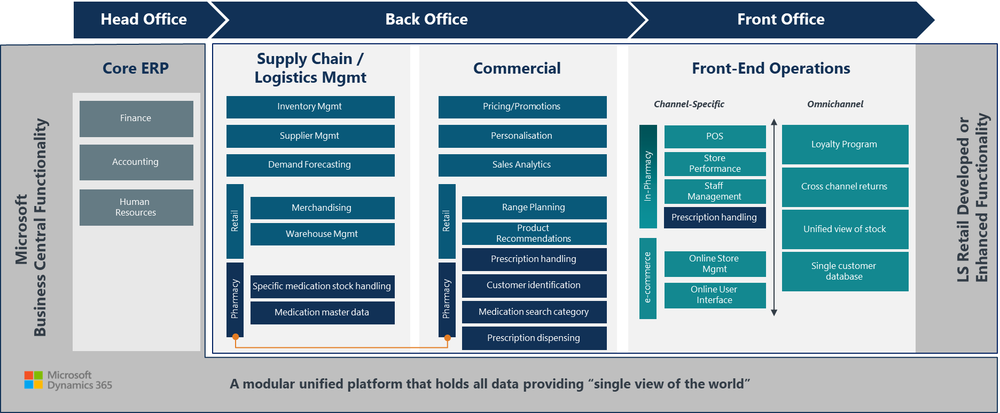 Head Office
Back Office
Front Office
Microsoft
Business Central Functionality
Core ERP
Finance
Accounting
Human
Resources
Supply Chain /
Logistics Mgmt
Inventory Mgmt
Supplier Mgmt
Demand Forecasting
Retail
Merchandising
Warehouse Mgmt
Pharmacy
Specific medication stock handling
Medication master data
Commercial
Pricing/Promotions
Personalisation
Sales Analytics
Retail
Range Planning
Product
Recommendations
Pharmacy
Prescription handling
Customer identification
Medication search category
Prescription dispensing
Front-End Operations
Channel-Specific
In-Pharmacy
POS
Store
Performance
Staff
Management
Prescription handling
e-commerce
Online Store
Mgmt
Online User
Interface
Omnichannel
Loyalty Program
Cross channel returns
Unified view of stock
Single customer
database
LS Retail Developed or
Enhanced Functionality
Microsoft
Dynamics 365
A modular unified platform that holds all data providing “single view of the world”